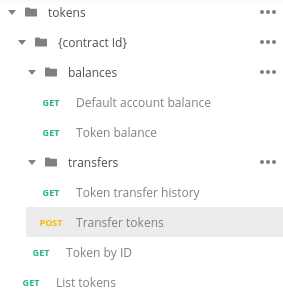 tokens
{contract Id}
balances
GET Default account balance
GET Token balance
transfers
GET Token transfer history
POST Transfer tokens
GET Token by ID
GET List tokens